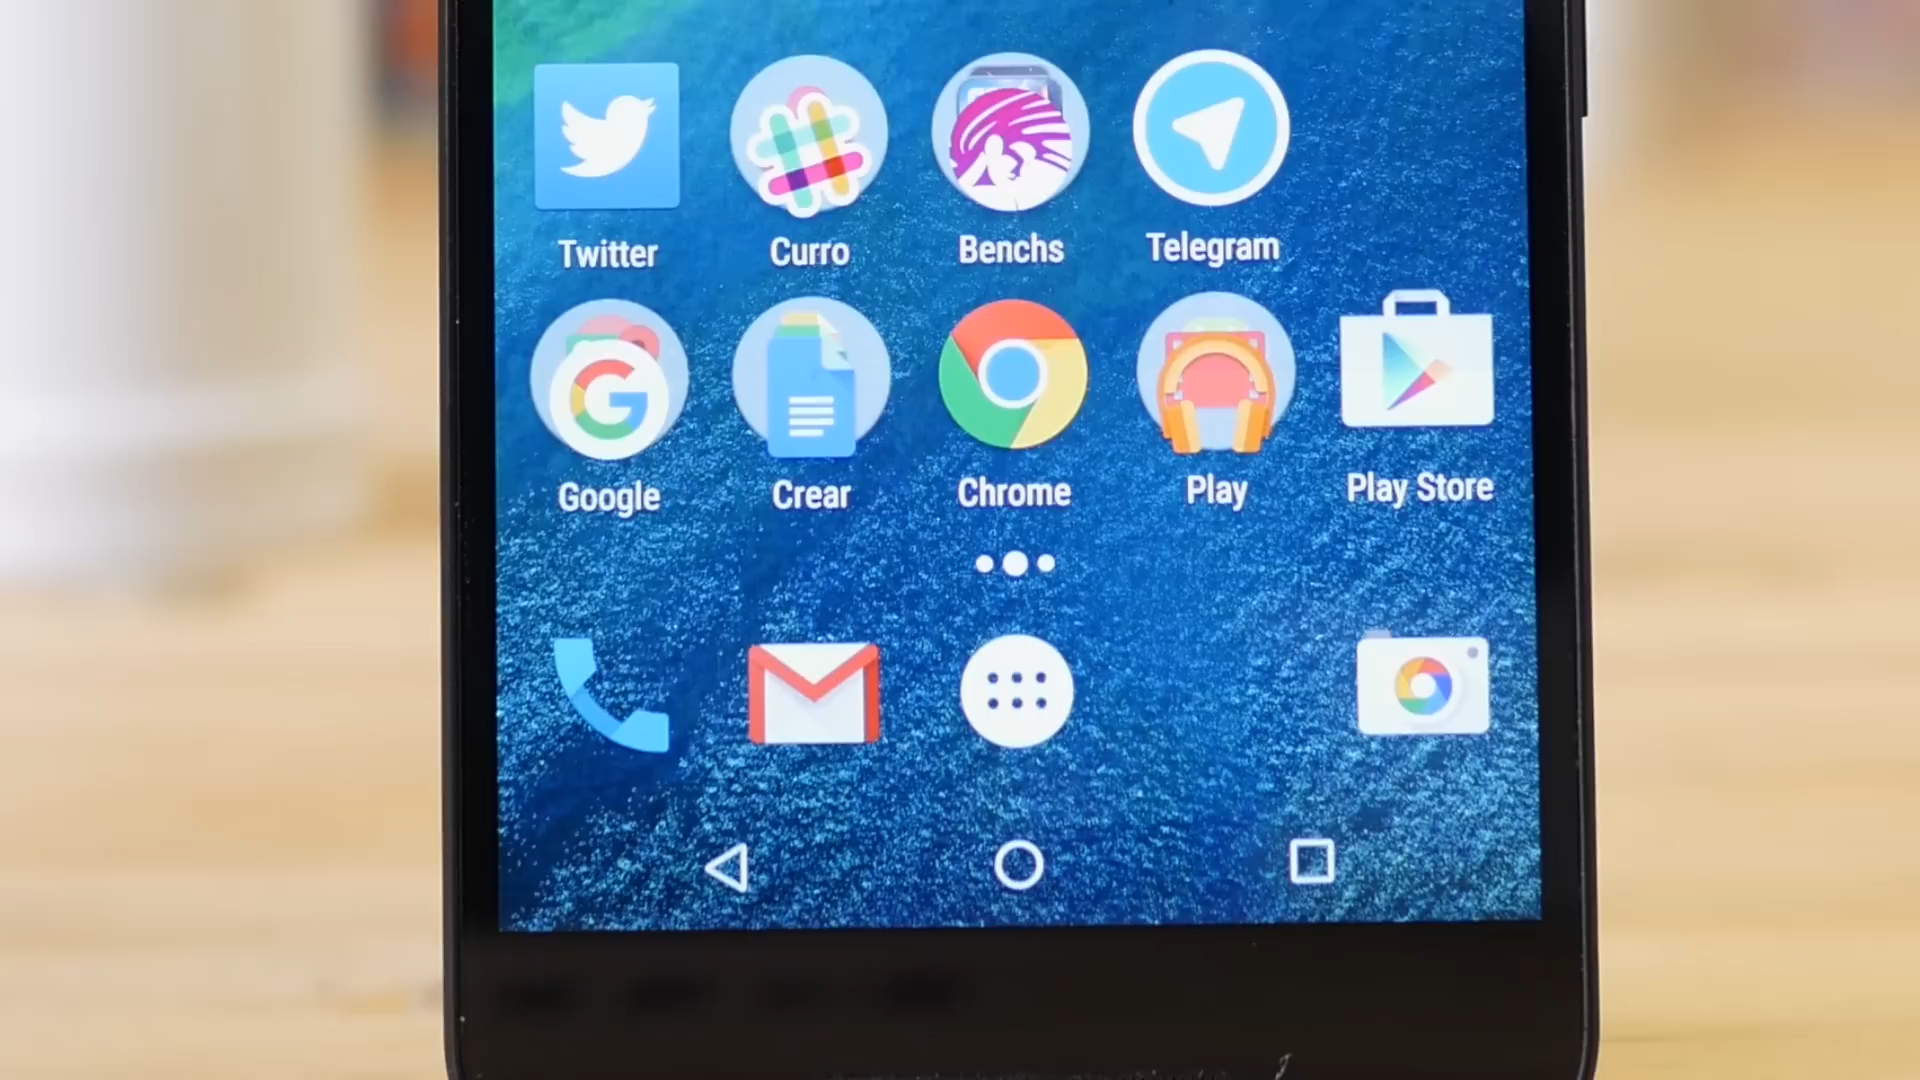 Twitter
Curro
Benchs
Telegram
Google
Crear
Chrome
Play
Play Store